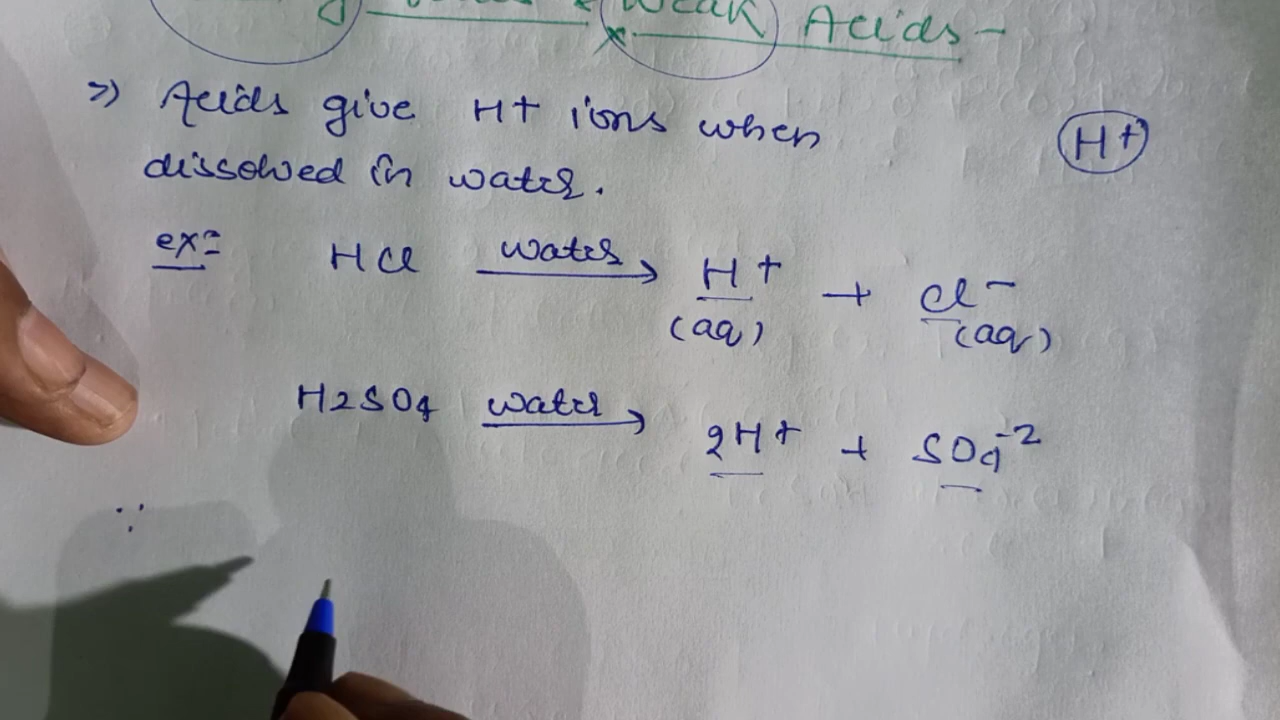 Weak Acids -
=> Acids give H+ ions when
H+
dissolved in water.
ex:- HCl water → H+ + Cl-
(aq) (aq)
H2SO4 water → 2H+ + SO4-2
∵